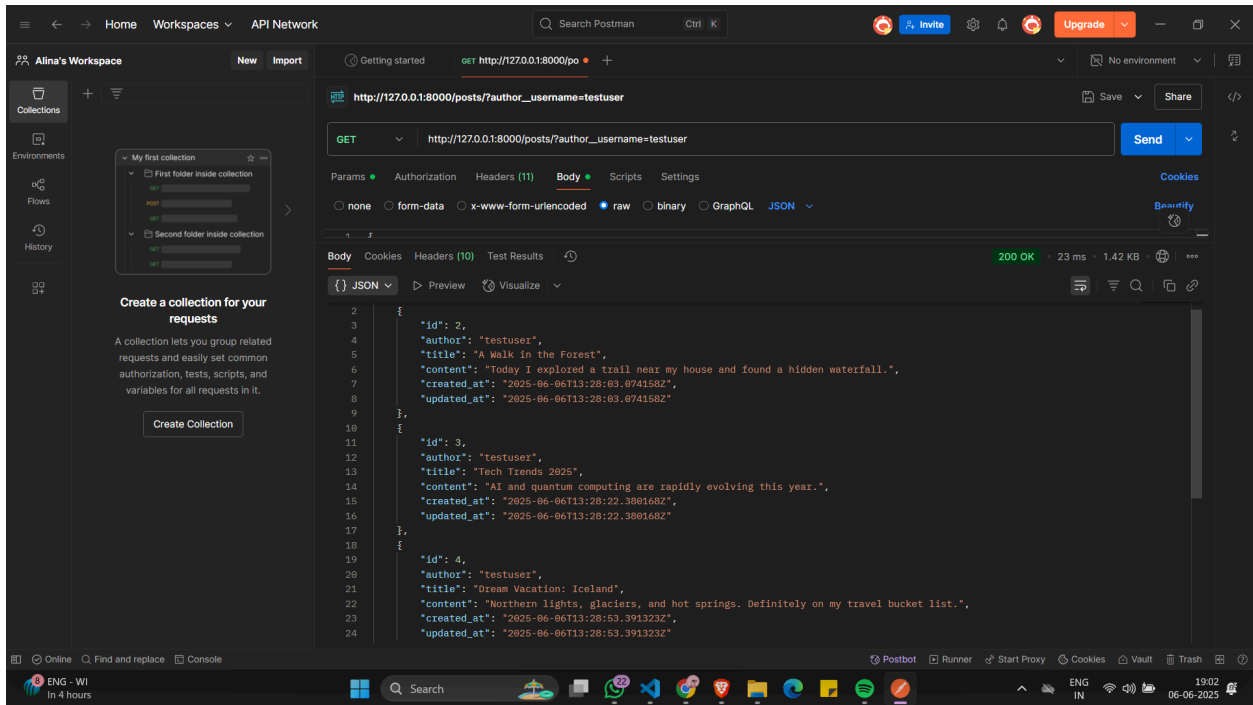 Home Workspaces API Network
Search Postman Ctrl K
Invite
Upgrade
Alina's Workspace New Import
Getting started
GET http://127.0.0.1:8000/po
No environment
Collections
Environments
Flows
History
My first collection
First folder inside collection
GET
POST
GET
Second folder inside collection
GET
GET
Create a collection for your
requests
A collection lets you group related
requests and easily set common
authorization, tests, scripts, and
variables for all requests in it.
Create Collection
HTTP http://127.0.0.1:8000/posts/?author__username=testuser
Save Share
GET http://127.0.0.1:8000/posts/?author__username=testuser
Send
Params Authorization Headers (11) Body Scripts Settings Cookies
none form-data x-www-form-urlencoded raw binary GraphQL JSON Beautify
1 {
Body Cookies Headers (10) Test Results
200 OK 23 ms 1.42 KB
{} JSON Preview Visualize
2 {
3 "id": 2,
4 "author": "testuser",
5 "title": "A Walk in the Forest",
6 "content": "Today I explored a trail near my house and found a hidden waterfall.",
7 "created_at": "2025-06-06T13:28:03.074158Z",
8 "updated_at": "2025-06-06T13:28:03.074158Z"
9 },
10 {
11 "id": 3,
12 "author": "testuser",
13 "title": "Tech Trends 2025",
14 "content": "AI and quantum computing are rapidly evolving this year.",
15 "created_at": "2025-06-06T13:28:22.380168Z",
16 "updated_at": "2025-06-06T13:28:22.380168Z"
17 },
18 {
19 "id": 4,
20 "author": "testuser",
21 "title": "Dream Vacation: Iceland",
22 "content": "Northern lights, glaciers, and hot springs. Definitely on my travel bucket list.",
23 "created_at": "2025-06-06T13:28:53.391323Z",
24 "updated_at": "2025-06-06T13:28:53.391323Z"
Online Find and replace Console
Postbot Runner Start Proxy Cookies Vault Trash
8 ENG - WI
In 4 hours
Search
22
ENG
IN
19:02
06-06-2025